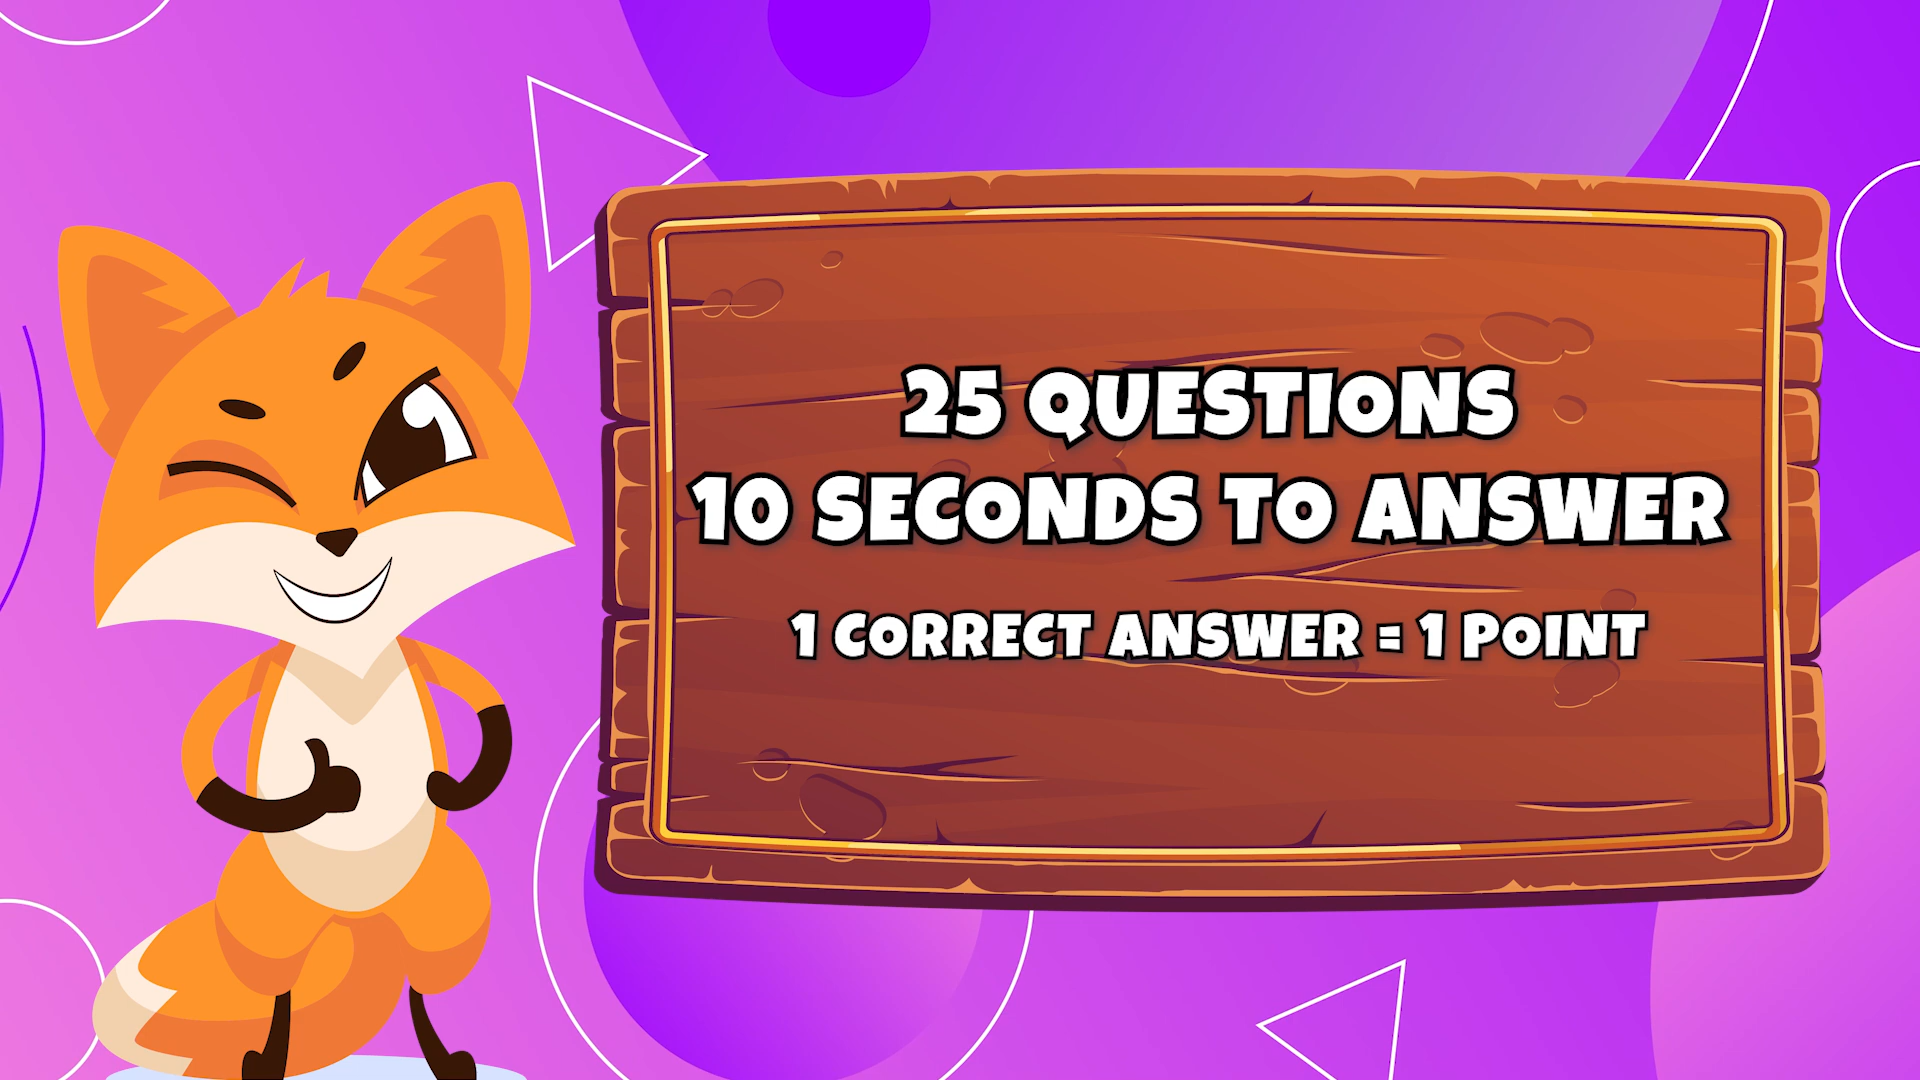 25 QUESTIONS
10 SECONDS TO ANSWER
1 CORRECT ANSWER = 1 POINT